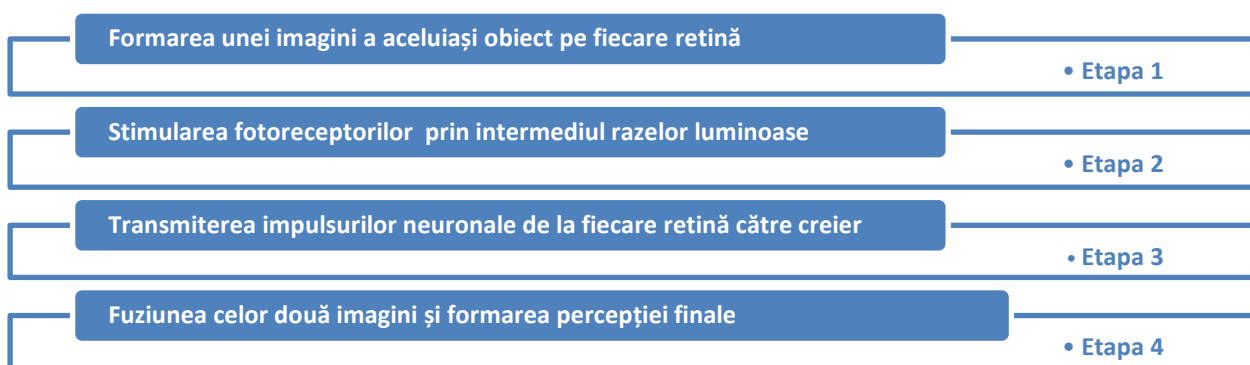 Formarea unei imagini a aceluiași obiect pe fiecare retină
• Etapa 1
Stimularea fotoreceptorilor prin intermediul razelor luminoase
• Etapa 2
Transmiterea impulsurilor neuronale de la fiecare retină către creier
• Etapa 3
Fuziunea celor două imagini și formarea percepției finale
• Etapa 4